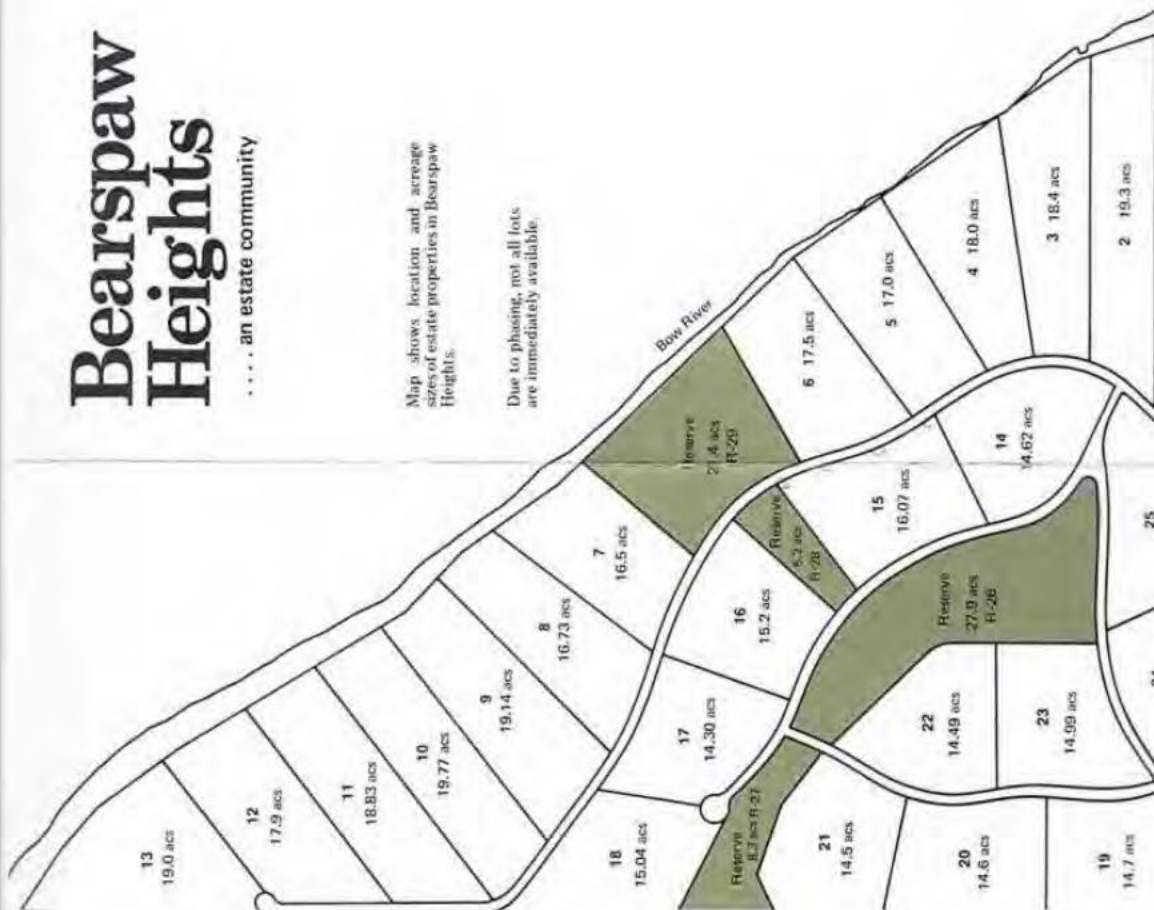 Bearspaw
Heights
.... an estate community
Map shows location and acreage
sizes of estate properties in Bearspaw
Heights.
Due to phasing, not all lots
are immediately available.
Bow River
13
19.0 acs
12
17.9 acs
11
18.83 acs
10
19.77 acs
9
19.14 acs
8
16.73 acs
7
16.5 acs
Reserve
21.4 acs
R-29
6 17.5 acs
5 17.0 acs
4 18.0 acs
3 18.4 acs
2 19.3 acs
18
15.04 acs
17
14.30 acs
16
15.2 acs
Reserve
5.2 acs
R-28
15
16.07 acs
14
14.62 acs
Reserve
8.3 acs R-27
Reserve
27.9 acs
R-26
21
14.5 acs
22
14.49 acs
20
14.6 acs
23
14.99 acs
19
14.7 acs
25